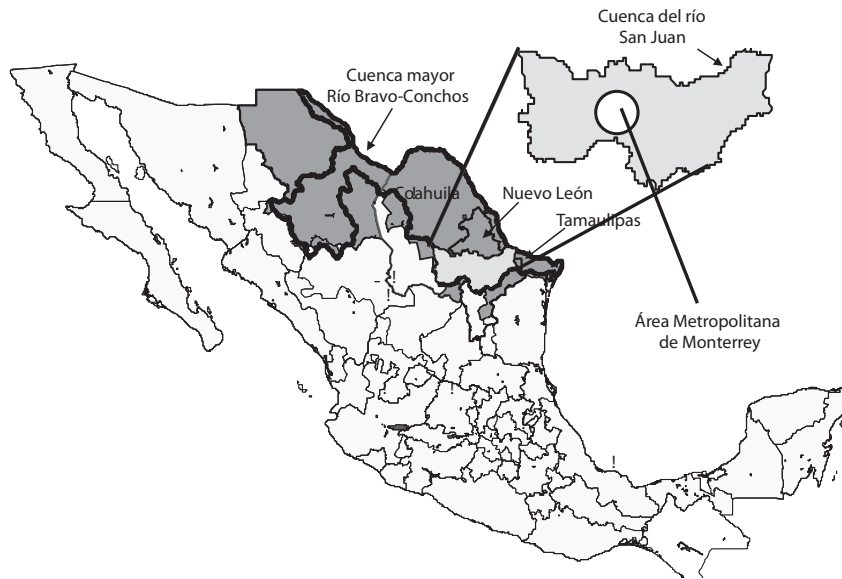 Cuenca del río
San Juan
Cuenca mayor
Río Bravo-Conchos
Coahuila
Nuevo León
Tamaulipas
Área Metropolitana
de Monterrey